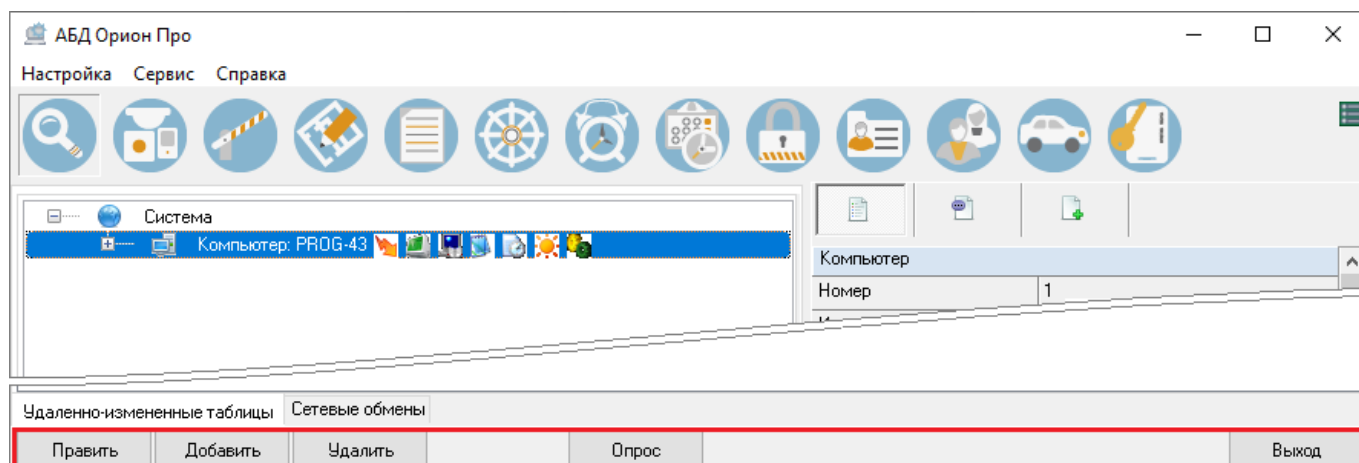 АБД Орион Про
Настройка Сервис Справка
Система
Компьютер: PROG-43
Компьютер
Номер 1
Удаленно-измененные таблицы Сетевые обмены
Править Добавить Удалить Опрос Выход